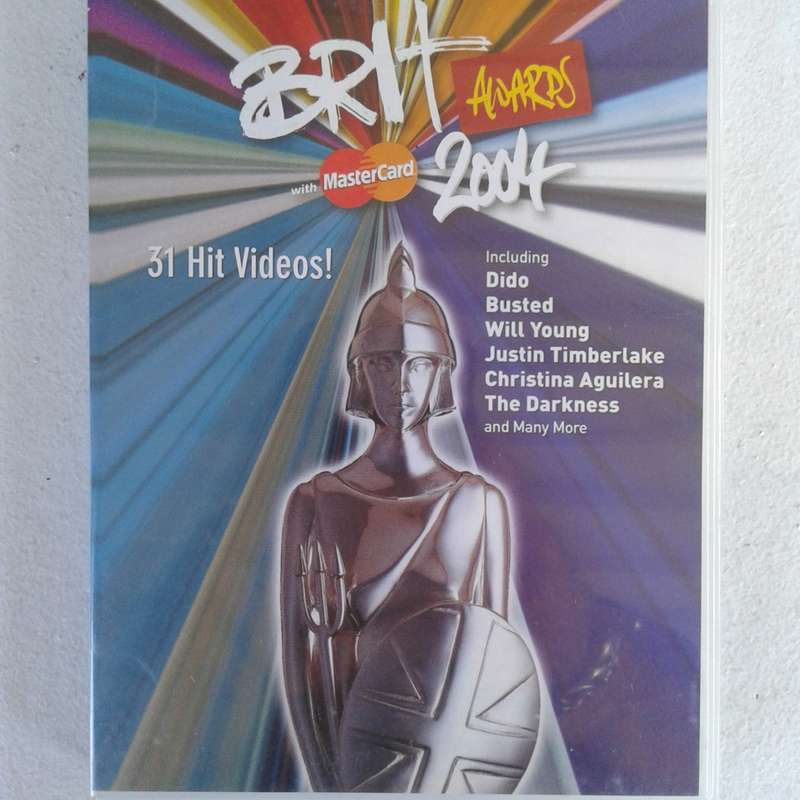 BRIT
AWARDS
with MasterCard
2004
31 Hit Videos!
Including
Dido
Busted
Will Young
Justin Timberlake
Christina Aguilera
The Darkness
and Many More